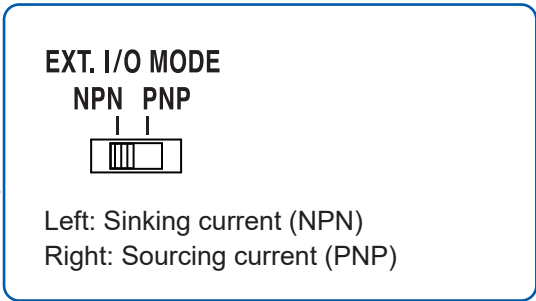 EXT. I/O MODE
NPN PNP
Left: Sinking current (NPN)
Right: Sourcing current (PNP)